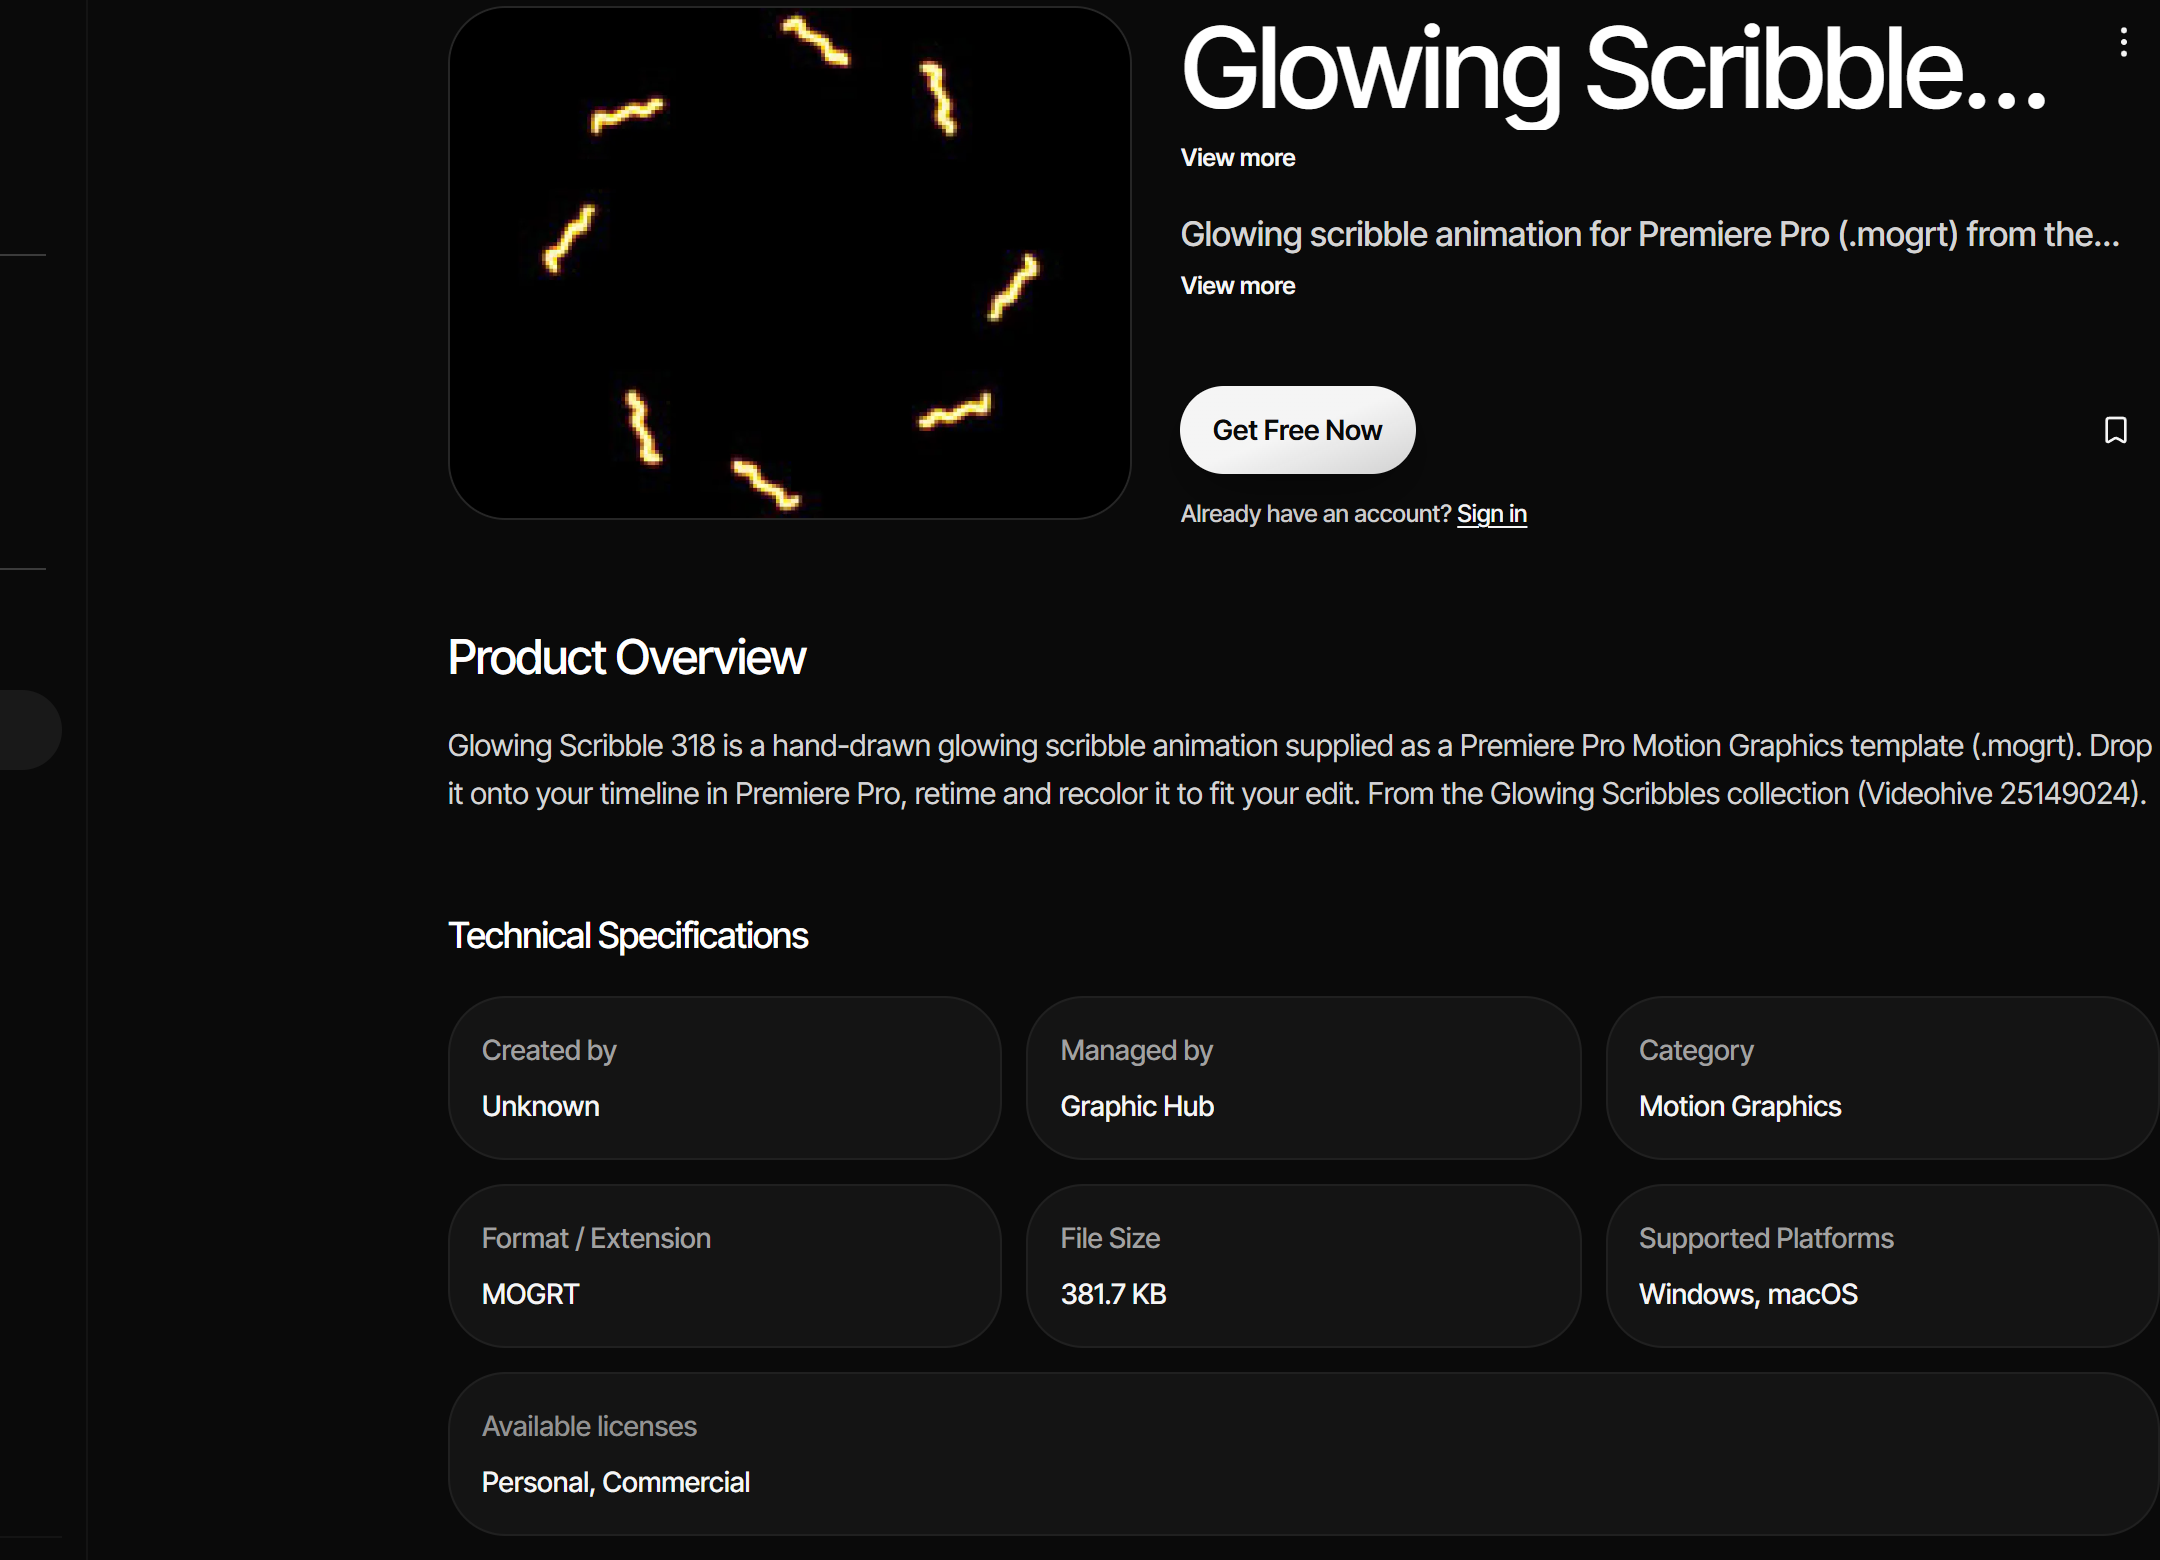 Glowing Scribble...
View more
Glowing scribble animation for Premiere Pro (.mogrt) from the...
View more
Get Free Now
Already have an account? Sign in
Product Overview
Glowing Scribble 318 is a hand-drawn glowing scribble animation supplied as a Premiere Pro Motion Graphics template (.mogrt). Drop
it onto your timeline in Premiere Pro, retime and recolor it to fit your edit. From the Glowing Scribbles collection (Videohive 25149024).
Technical Specifications
Created by
Unknown
Managed by
Graphic Hub
Category
Motion Graphics
Format / Extension
MOGRT
File Size
381.7 KB
Supported Platforms
Windows, macOS
Available licenses
Personal, Commercial